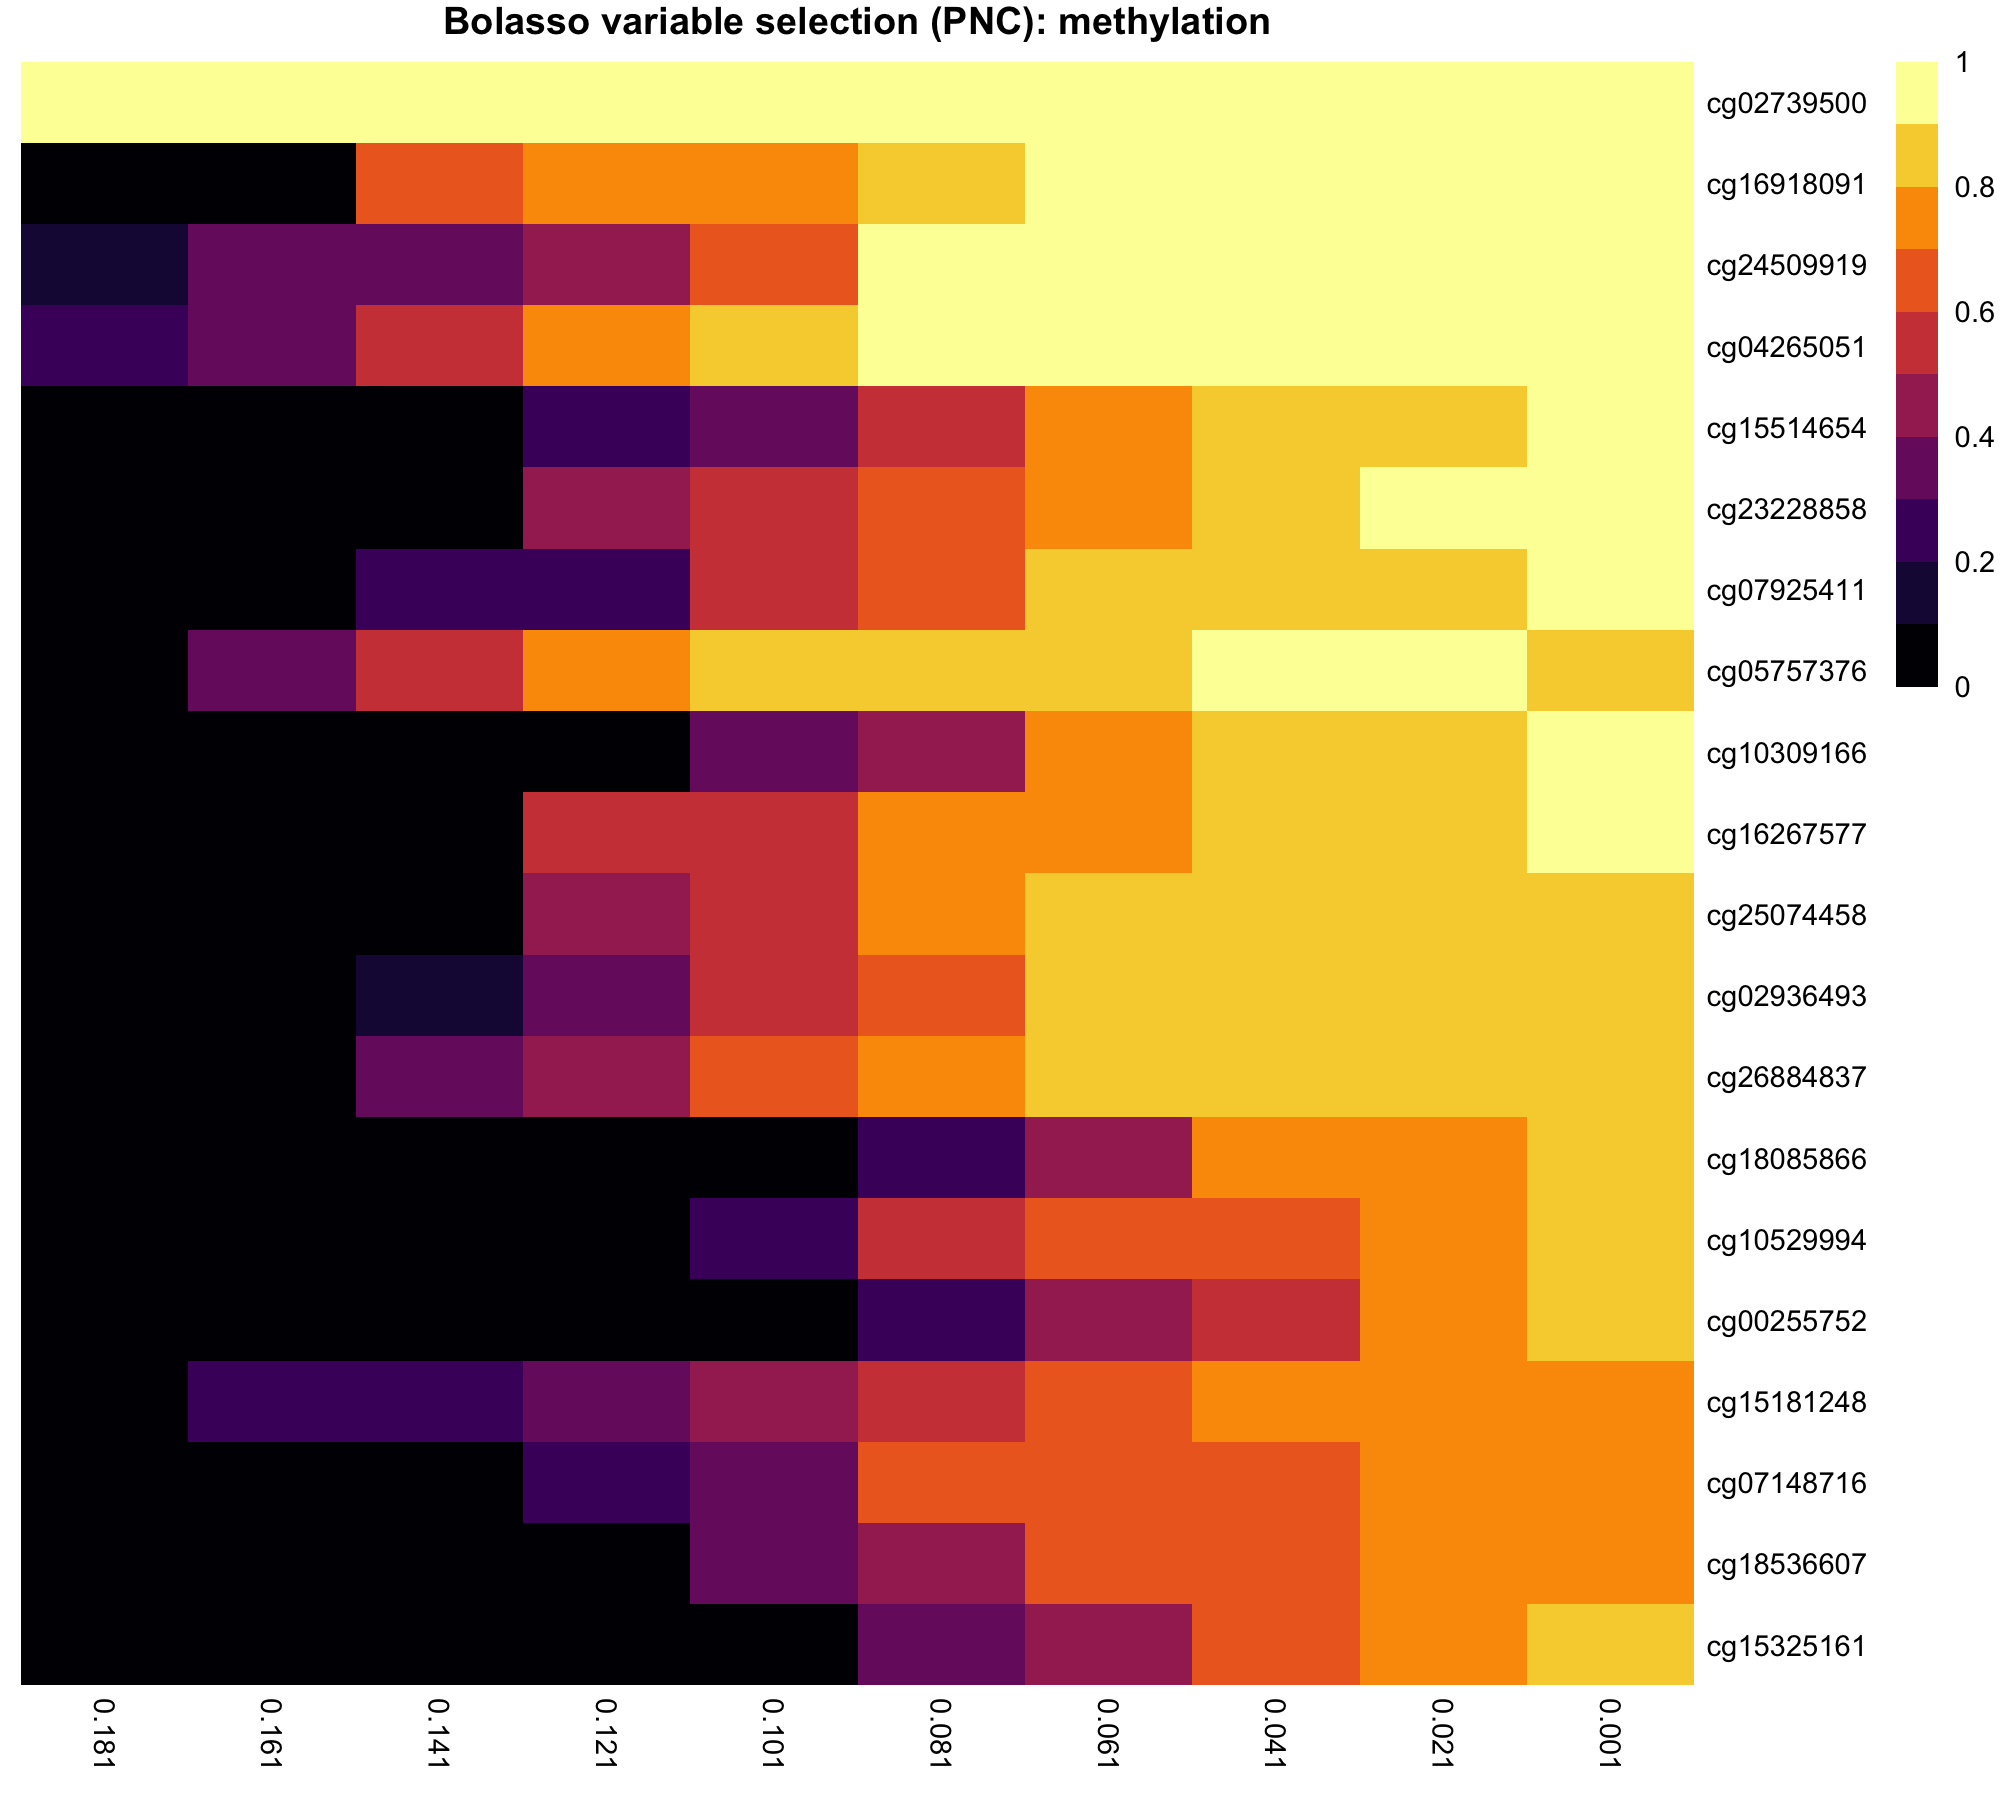 Bolasso variable selection (PNC): methylation
cg02739500
cg16918091
cg24509919
cg04265051
cg15514654
cg23228858
cg07925411
cg05757376
cg10309166
cg16267577
cg25074458
cg02936493
cg26884837
cg18085866
cg10529994
cg00255752
cg15181248
cg07148716
cg18536607
cg15325161
1
0.8
0.6
0.4
0.2
0
0.181
0.161
0.141
0.121
0.101
0.081
0.061
0.041
0.021
0.001